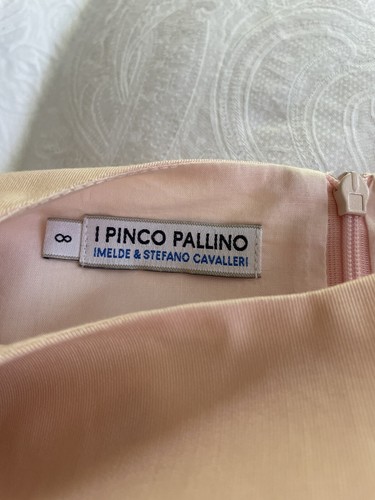 8
I PINCO PALLINO
IMELDE & STEFANO CAVALLERI